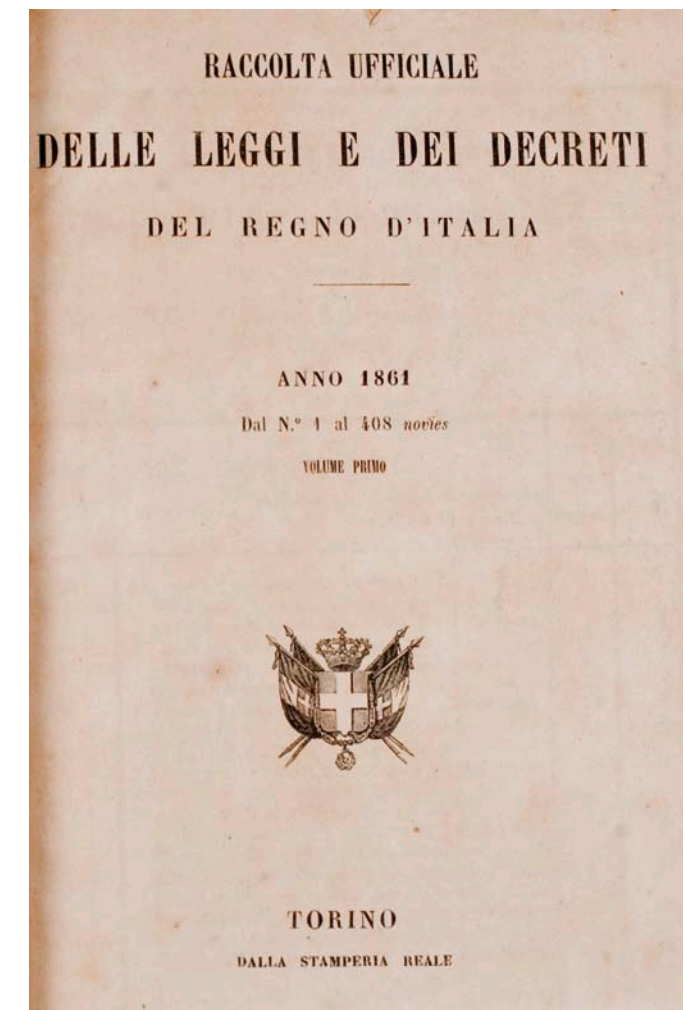 RACCOLTA UFFICIALE
DELLE LEGGI E DEI DECRETI
DEL REGNO D'ITALIA
ANNO 1861
Dal N.º 1 al 408 novies
VOLUME PRIMO
TORINO
DALLA STAMPERIA REALE